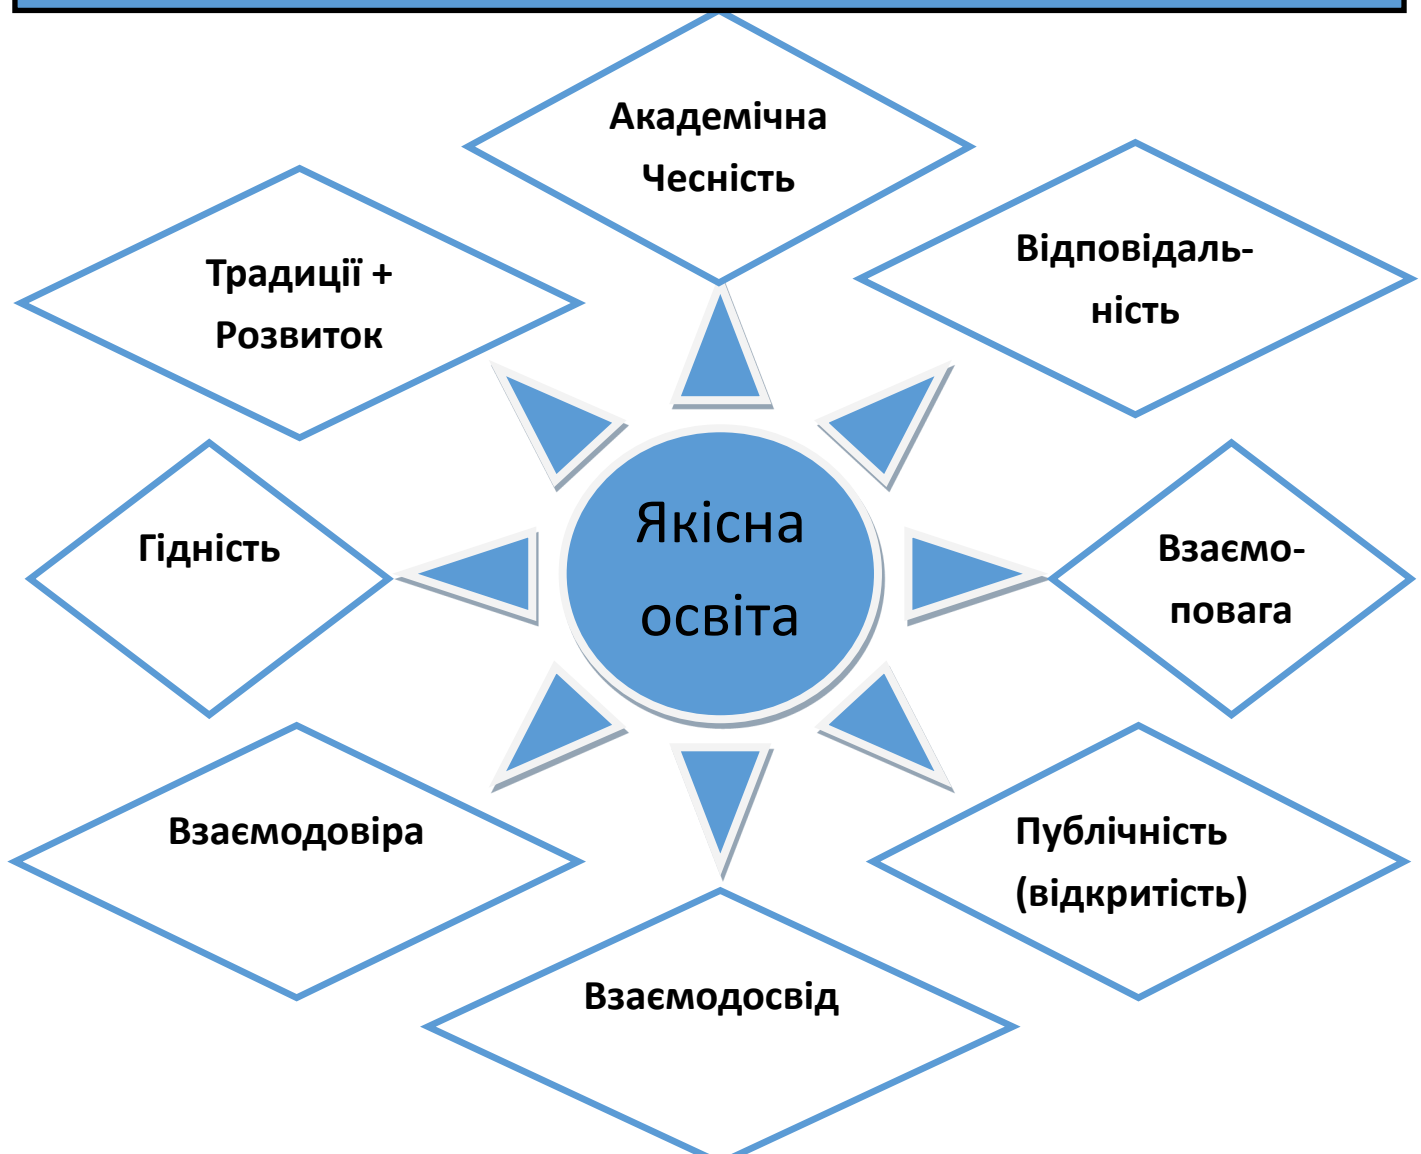 Академічна
Чесність
Відповідаль-
ність
Традиції +
Розвиток
Якісна
освіта
Гідність
Взаємо-
повага
Взаємодовіра
Публічність
(відкритість)
Взаємодосвід